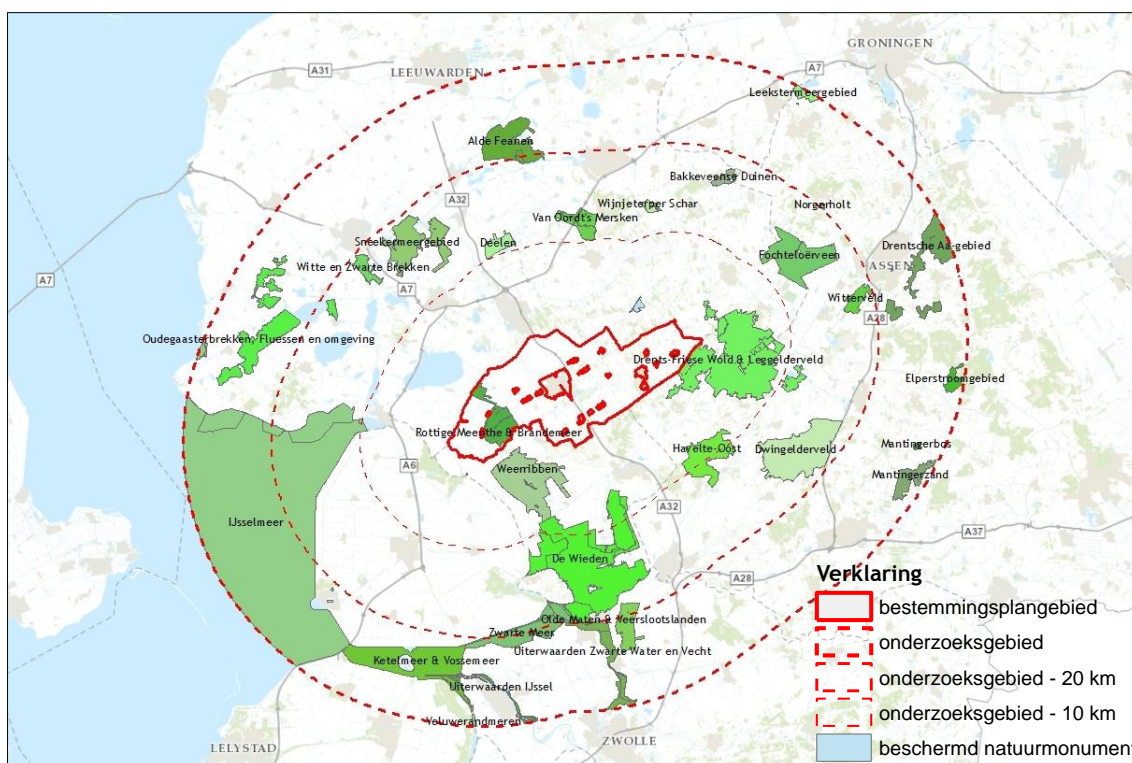 GRONINGEN
A31
LEEUWARDEN
A7
Leekstermeergebied
Alde Feanen
Bakkeveense Duinen
A32
Wijnjeterper Schar
Norgerholt
Van Oordt's Mersken
Sneekermeergebied
Deelen
Drentsche Aa-gebied
Fochteloërveen
ASSEN
Witte en Zwarte Brekken
A7
A7
Witterveld
A28
Oudegaasterbrekken, Fluessen en omgeving
Drents-Friese Wold & Leggelderveld
Elperstroomgebied
Rottige Meenthe & Brandemeer
Havelte-Oost
Dwingelderveld
Mantingerbos
A6
Weerribben
Mantingerzand
A32
IJsselmeer
A37
De Wieden
A28
Verklaring
bestemmingsplangebied
Olde Maten & Veerslootslanden
Zwarte Meer
onderzoeksgebied
Uiterwaarden Zwarte Water en Vecht
Ketelmeer & Vossemeer
onderzoeksgebied - 20 km
Uiterwaarden IJssel
onderzoeksgebied - 10 km
Veluwerandmeren
ZWOLLE
LELYSTAD
beschermd natuurmonument